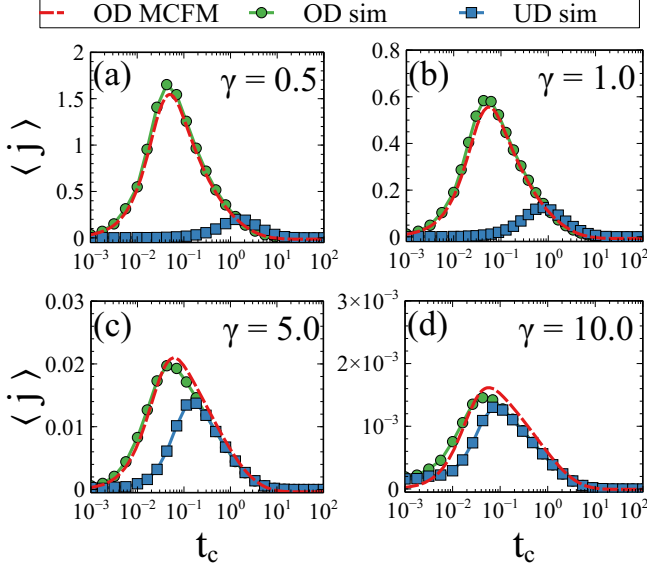 OD MCFM OD sim UD sim
(a) γ = 0.5
(b) γ = 1.0
⟨ j ⟩
2
1.5
1
0.5
0
10⁻³ 10⁻² 10⁻¹ 10⁰ 10¹ 10²
0.8
0.6
0.4
0.2
0
10⁻³ 10⁻² 10⁻¹ 10⁰ 10¹ 10²
(c) γ = 5.0
(d) γ = 10.0
⟨ j ⟩
0.03
0.02
0.01
0
10⁻³ 10⁻² 10⁻¹ 10⁰ 10¹ 10²
t_c
3×10⁻³
2×10⁻³
1×10⁻³
0
10⁻³ 10⁻² 10⁻¹ 10⁰ 10¹ 10²
t_c